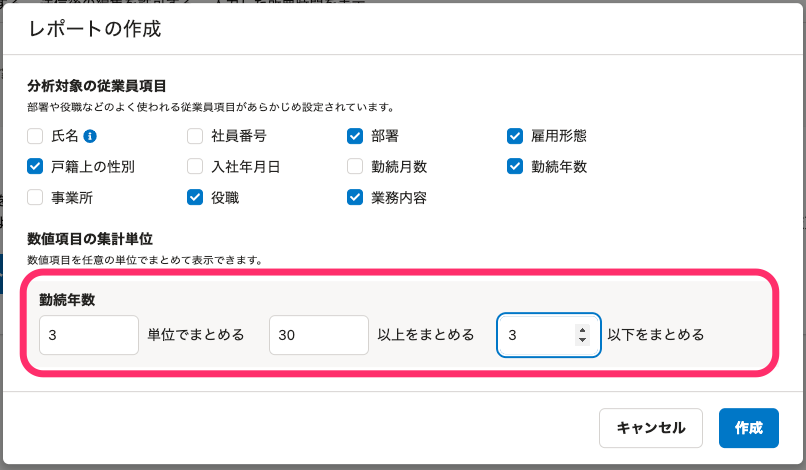 レポートの作成
分析対象の従業員項目
部署や役職などのよく使われる従業員項目があらかじめ設定されています。
氏名 社員番号 部署 雇用形態
戸籍上の性別 入社年月日 勤続月数 勤続年数
事業所 役職 業務内容
数値項目の集計単位
数値項目を任意の単位でまとめて表示できます。
勤続年数
3 単位でまとめる 30 以上をまとめる 3 以下をまとめる
キャンセル 作成